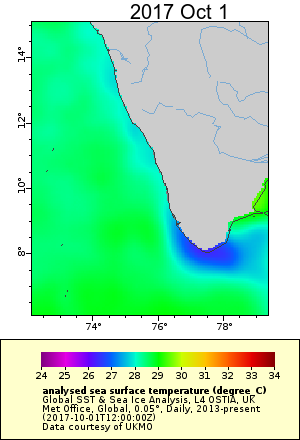 2017 Oct 1
14°
12°
10°
8°
74° 76° 78°
24 25 26 27 28 29 30 31 32 33 34
analysed sea surface temperature (degree_C)
Global SST & Sea Ice Analysis, L4 OSTIA, UK
Met Office, Global, 0.05°, Daily, 2013-present
(2017-10-01T12:00:00Z)
Data courtesy of UKMO